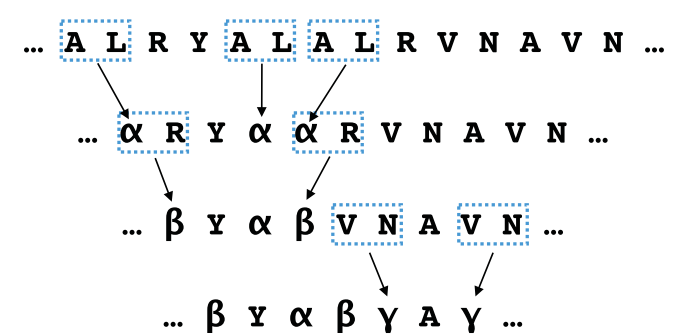 … A L R Y A L A L R V N A V N …
… α R Y α α R V N A V N …
… β Y α β V N A V N …
… β Y α β γ A γ …